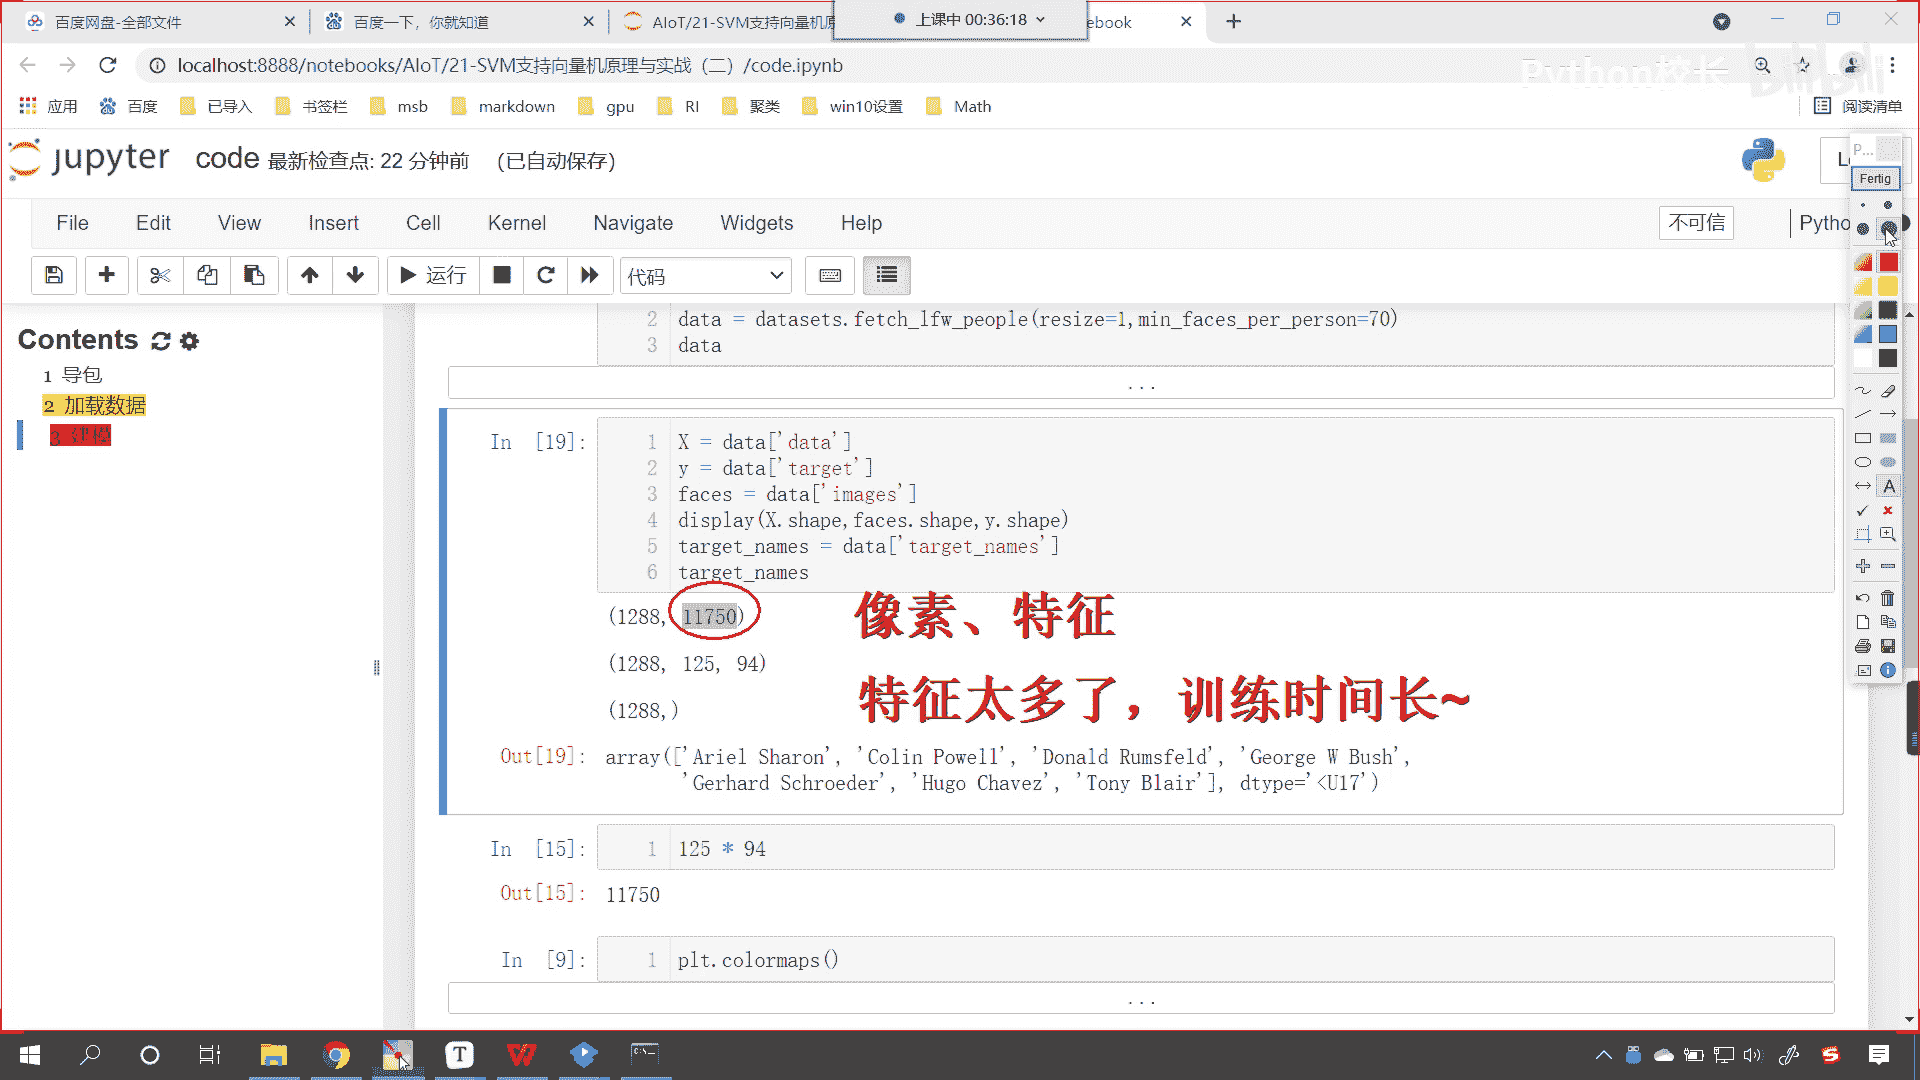 百度网盘-全部文件
百度一下，你就知道
AIoT/21-SVM支持向量机原
上课中 00:36:18
ebook
localhost:8888/notebooks/AIoT/21-SVM支持向量机原理与实战（二）/code.ipynb
Python校长
bilibili
应用
百度
已导入
书签栏
msb
markdown
gpu
RI
聚类
win10设置
Math
阅读清单
jupyter
code 最新检查点: 22 分钟前 (已自动保存)
P...
Fertig
File
Edit
View
Insert
Cell
Kernel
Navigate
Widgets
Help
不可信
Pytho
运行
代码
Contents
1 导包
2 加载数据
3 建模
2 data = datasets.fetch_lfw_people(resize=1,min_faces_per_person=70)
3 data
...
In [19]:
1 X = data['data']
2 y = data['target']
3 faces = data['images']
4 display(X.shape,faces.shape,y.shape)
5 target_names = data['target_names']
6 target_names
(1288, 11750)
像素、特征
(1288, 125, 94)
特征太多了，训练时间长~
(1288,)
Out[19]: array(['Ariel Sharon', 'Colin Powell', 'Donald Rumsfeld', 'George W Bush',
'Gerhard Schroeder', 'Hugo Chavez', 'Tony Blair'], dtype='<U17')
In [15]: 1 125 * 94
Out[15]: 11750
In [9]: 1 plt.colormaps()
...